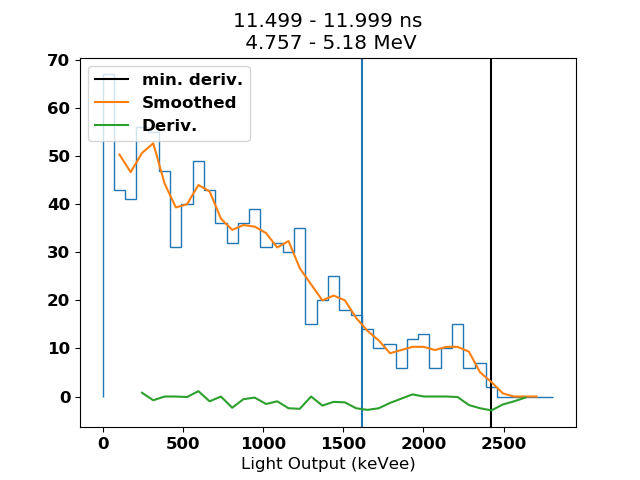 11.499 - 11.999 ns
4.757 - 5.18 MeV
70
60
50
40
30
20
10
0
min. deriv.
Smoothed
Deriv.
0 500 1000 1500 2000 2500
Light Output (keVee)